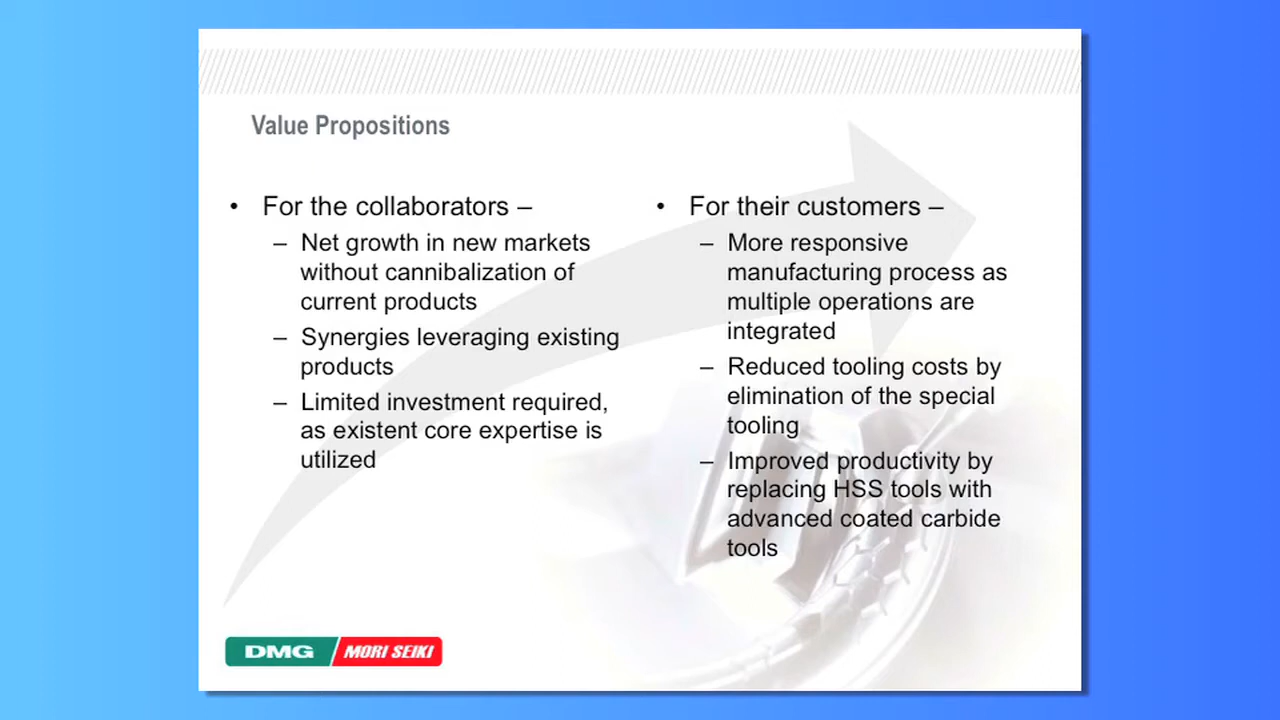 Value Propositions
• For the collaborators –
– Net growth in new markets
without cannibalization of
current products
– Synergies leveraging existing
products
– Limited investment required,
as existent core expertise is
utilized
• For their customers –
– More responsive
manufacturing process as
multiple operations are
integrated
– Reduced tooling costs by
elimination of the special
tooling
– Improved productivity by
replacing HSS tools with
advanced coated carbide
tools
DMG MORI SEIKI